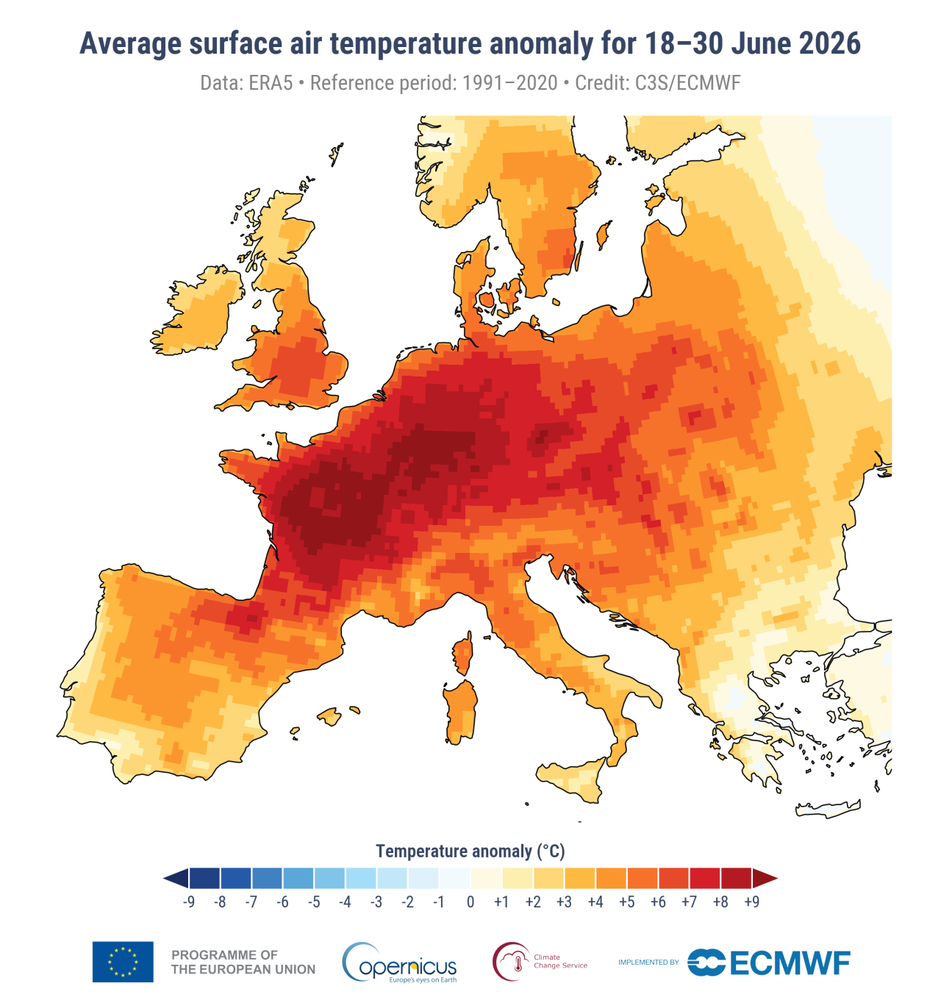 Average surface air temperature anomaly for 18–30 June 2026
Data: ERA5 • Reference period: 1991–2020 • Credit: C3S/ECMWF
Temperature anomaly (°C)
-9 -8 -7 -6 -5 -4 -3 -2 -1 0 +1 +2 +3 +4 +5 +6 +7 +8 +9
PROGRAMME OF
THE EUROPEAN UNION
opernicus
Europe's eyes on Earth
Climate
Change Service
IMPLEMENTED BY
ECMWF